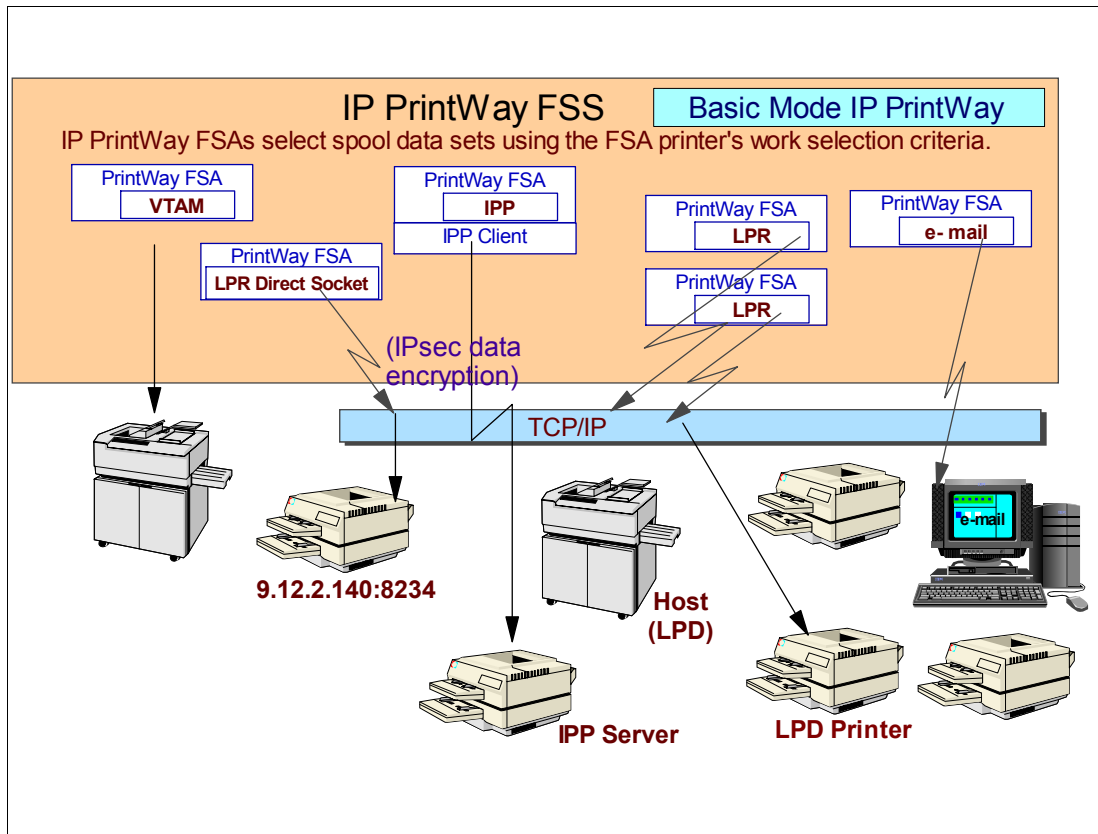 IP PrintWay FSS
Basic Mode IP PrintWay
IP PrintWay FSAs select spool data sets using the FSA printer's work selection criteria.
PrintWay FSA
VTAM
PrintWay FSA
IPP
IPP Client
PrintWay FSA
LPR
PrintWay FSA
e- mail
PrintWay FSA
LPR Direct Socket
PrintWay FSA
LPR
(IPsec data
encryption)
TCP/IP
e-mail
9.12.2.140:8234
Host
(LPD)
IPP Server
LPD Printer